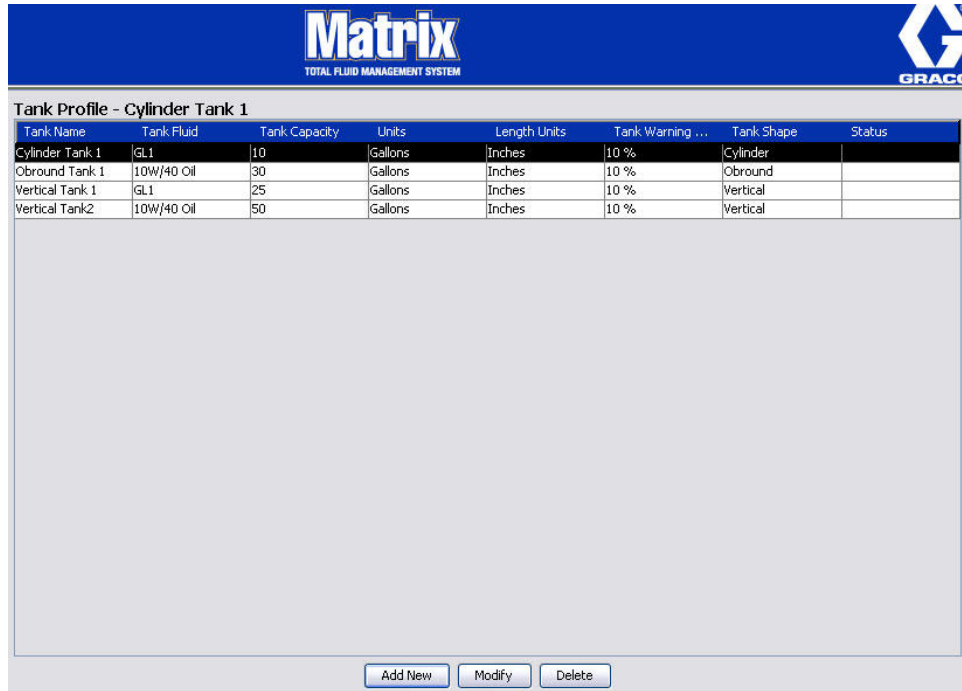 Matrix
TOTAL FLUID MANAGEMENT SYSTEM
G
GRACO
Tank Profile - Cylinder Tank 1
Tank Name Tank Fluid Tank Capacity Units Length Units Tank Warning ... Tank Shape Status
Cylinder Tank 1 GL1 10 Gallons Inches 10 % Cylinder
Obround Tank 1 10W/40 Oil 30 Gallons Inches 10 % Obround
Vertical Tank 1 GL1 25 Gallons Inches 10 % Vertical
Vertical Tank2 10W/40 Oil 50 Gallons Inches 10 % Vertical
Add New Modify Delete